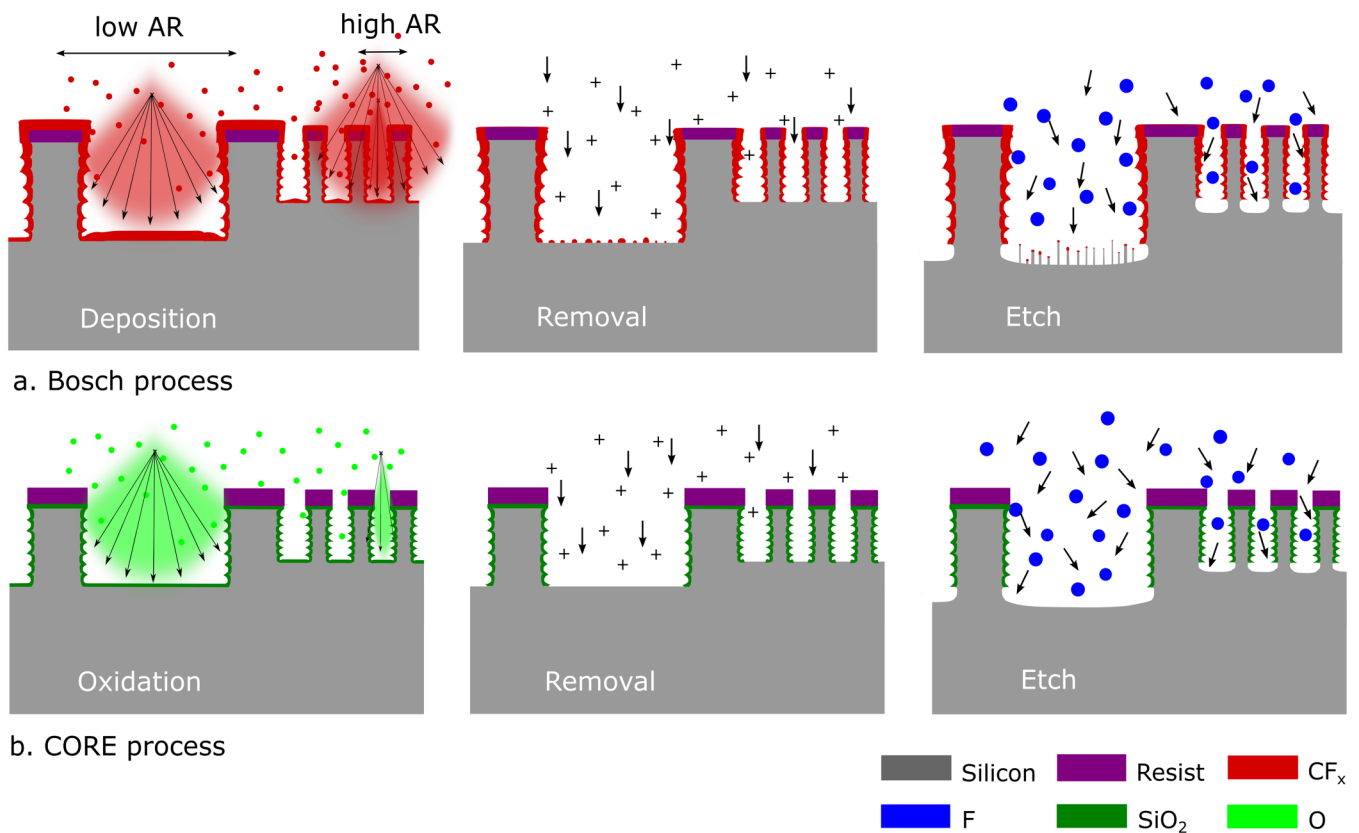 low AR
high AR
Deposition
Removal
Etch
a. Bosch process
Oxidation
Removal
Etch
b. CORE process
Silicon
Resist
CFx
F
SiO2
O